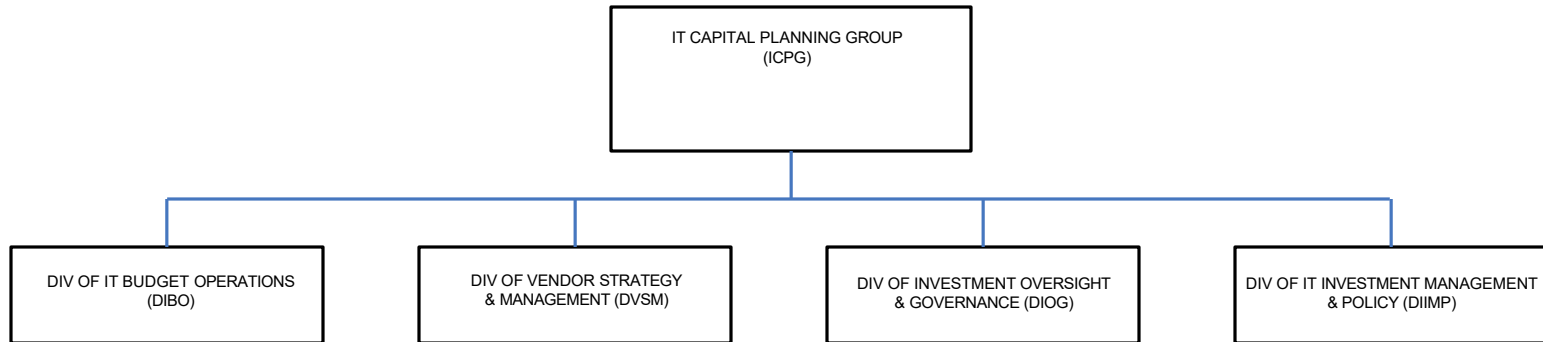 IT CAPITAL PLANNING GROUP
(ICPG)
DIV OF IT BUDGET OPERATIONS
(DIBO)
DIV OF VENDOR STRATEGY
& MANAGEMENT (DVSM)
DIV OF INVESTMENT OVERSIGHT
& GOVERNANCE (DIOG)
DIV OF IT INVESTMENT MANAGEMENT
& POLICY (DIIMP)